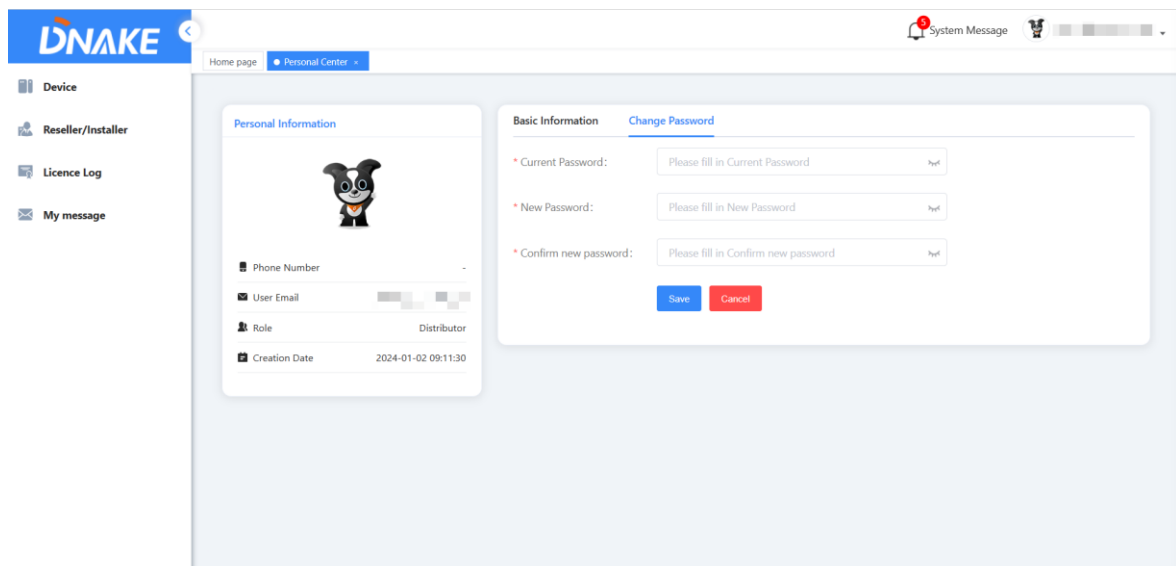 DNAKE
5
System Message
Home page
Personal Center ×
Device
Reseller/Installer
Licence Log
My message
Personal Information
Phone Number -
User Email
Role Distributor
Creation Date 2024-01-02 09:11:30
Basic Information Change Password
* Current Password: Please fill in Current Password
* New Password: Please fill in New Password
* Confirm new password: Please fill in Confirm new password
Save Cancel